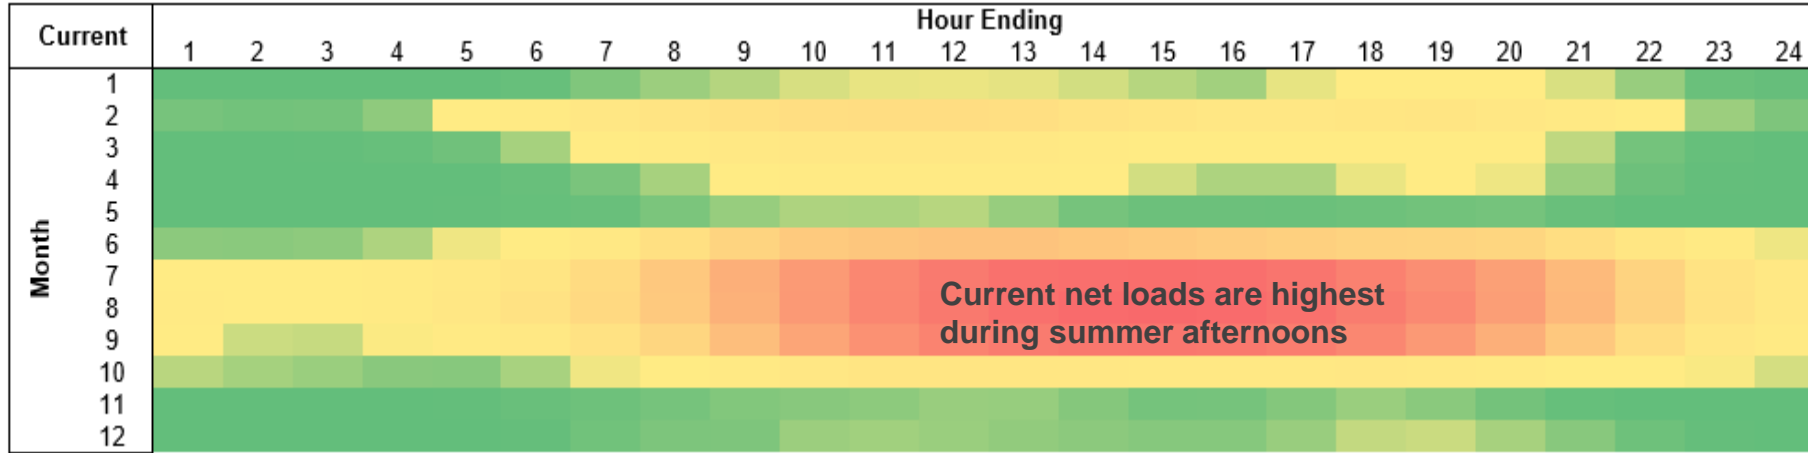 Current
Hour Ending
1 2 3 4 5 6 7 8 9 10 11 12 13 14 15 16 17 18 19 20 21 22 23 24
Month
1
2
3
4
5
6
7
8
9
10
11
12
Current net loads are highest
during summer afternoons